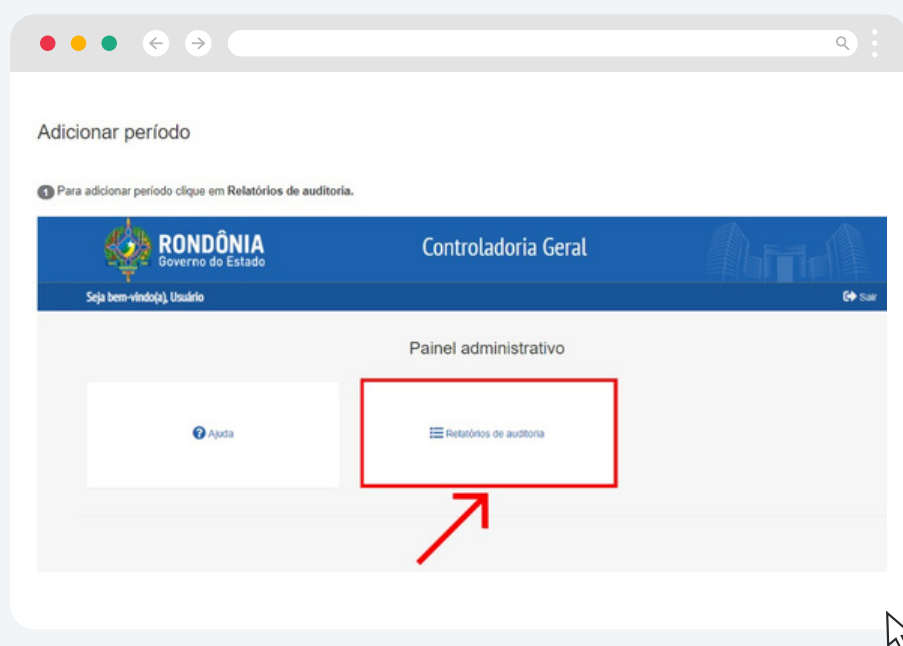 Adicionar período
1 Para adicionar período clique em Relatórios de auditoria.
RONDÔNIA
Governo do Estado
Controladoria Geral
Seja bem-vindo(a), Usuário
Sair
Painel administrativo
? Ajuda
Relatórios de auditoria